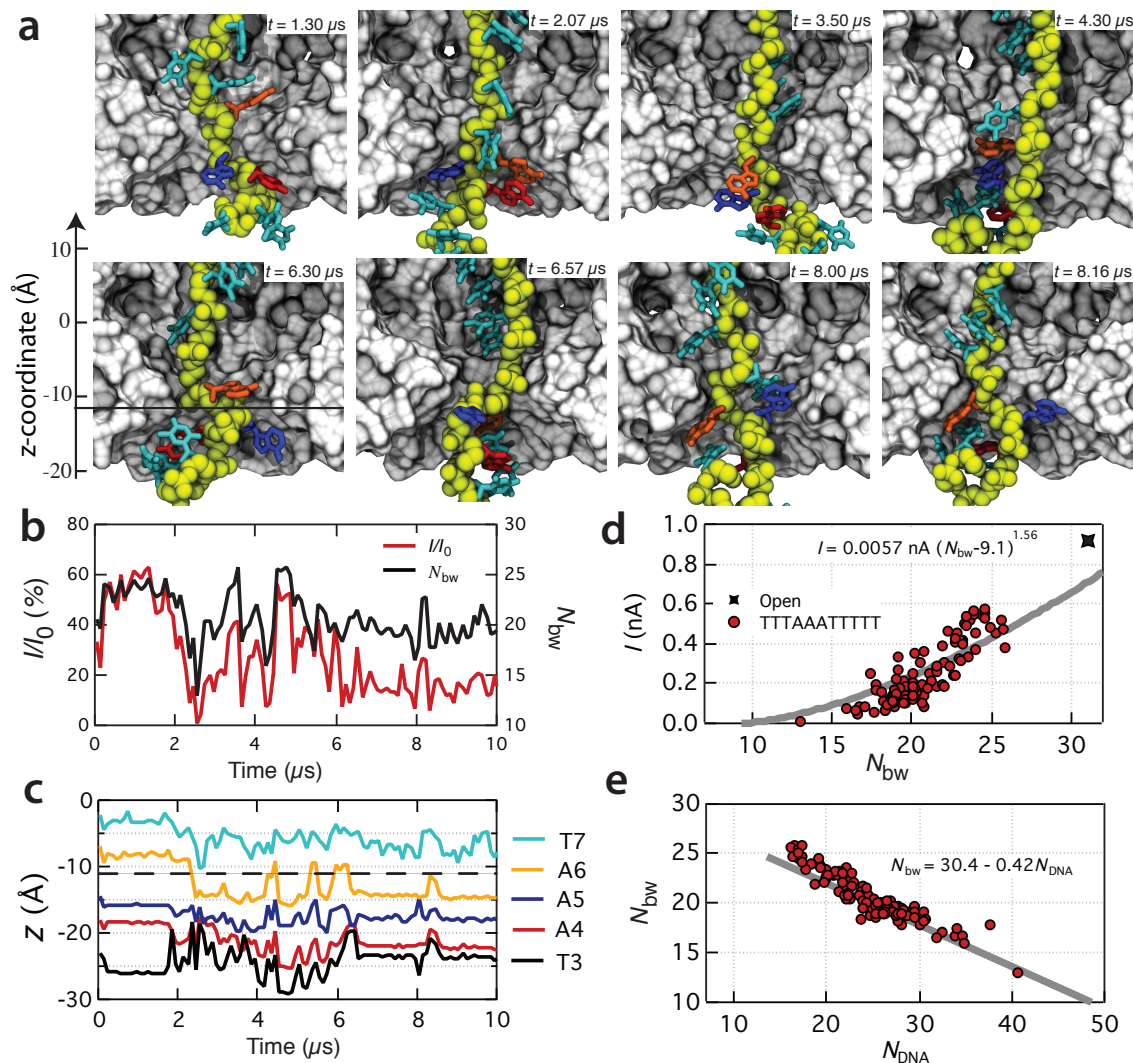 a
t = 1.30 µs
t = 2.07 µs
t = 3.50 µs
t = 4.30 µs
z-coordinate (Å)
10
0
-10
-20
t = 6.30 µs
t = 6.57 µs
t = 8.00 µs
t = 8.16 µs
b
I/I0 (%)
80
60
40
20
0
30
25
20
15
10
Nbw
I/I0
Nbw
0 2 4 6 8 10
Time (µs)
c
Z (Å)
0
-10
-20
-30
T7
A6
A5
A4
T3
0 2 4 6 8 10
Time (µs)
d
I (nA)
1.0
0.8
0.6
0.4
0.2
0.0
I = 0.0057 nA (Nbw-9.1)^1.56
Open
TTTAAATTTTT
10 15 20 25 30
Nbw
e
Nbw
30
25
20
15
10
Nbw = 30.4 - 0.42NDNA
10 20 30 40 50
NDNA